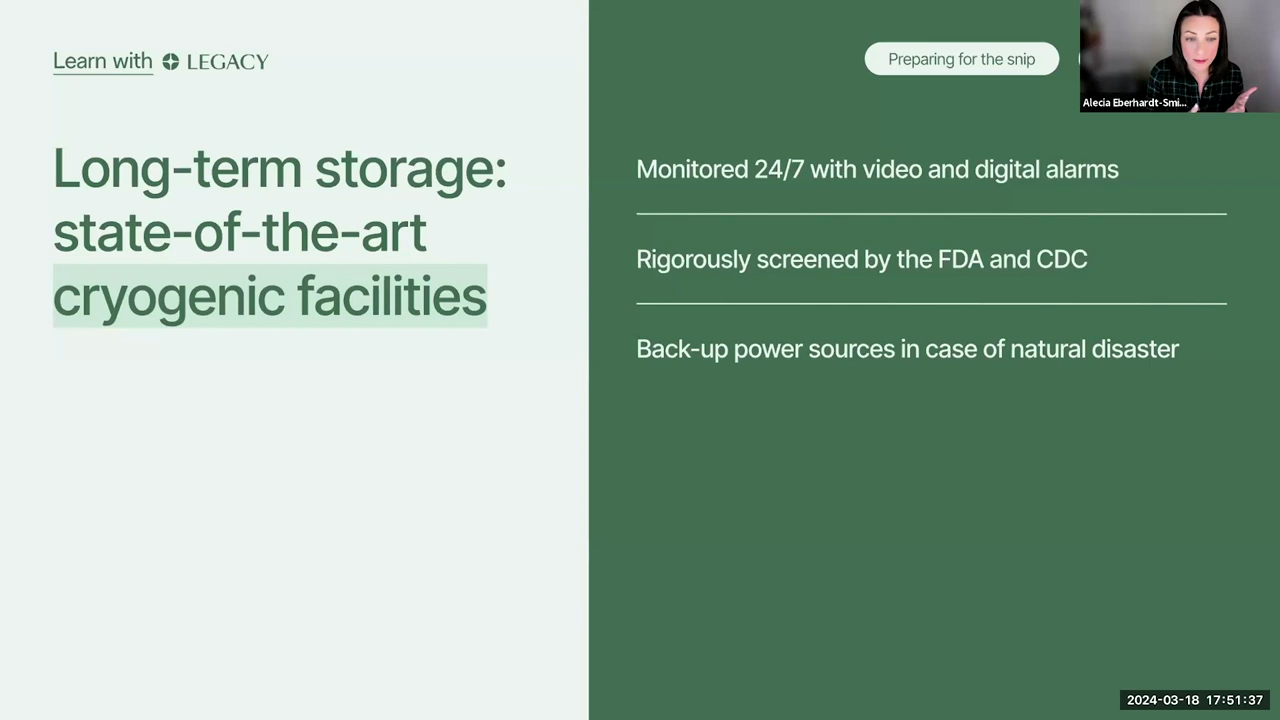 Learn with LEGACY
Preparing for the snip
Alecia Eberhardt-Smi...
Long-term storage:
state-of-the-art
cryogenic facilities
Monitored 24/7 with video and digital alarms
Rigorously screened by the FDA and CDC
Back-up power sources in case of natural disaster
2024-03-18 17:51:37